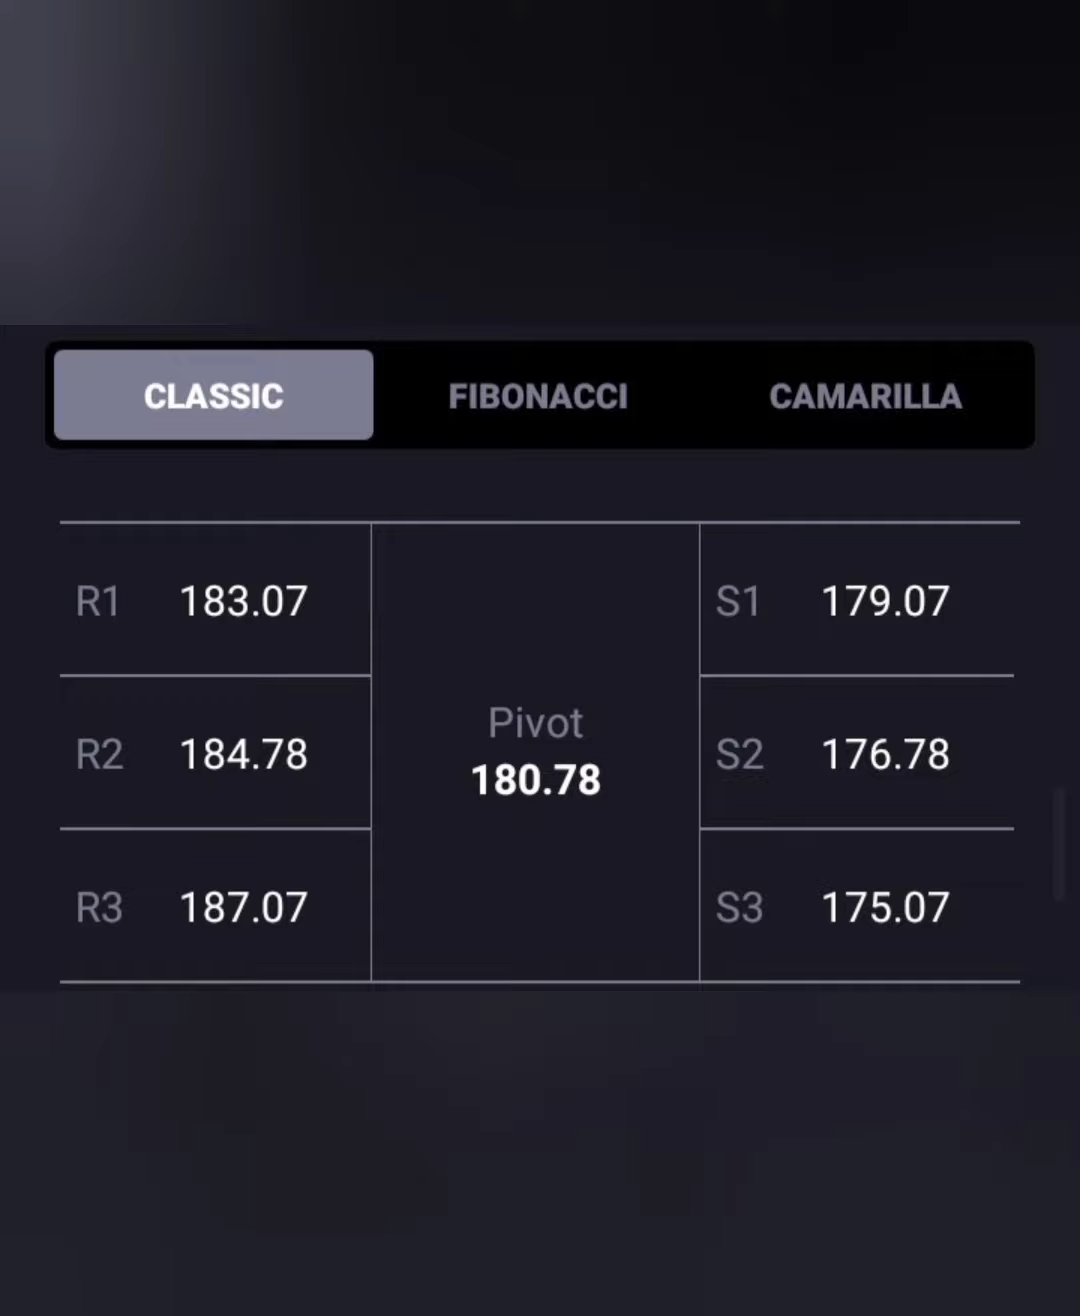 CLASSIC FIBONACCI CAMARILLA
R1 183.07 S1 179.07
Pivot
R2 184.78 180.78 S2 176.78
R3 187.07 S3 175.07